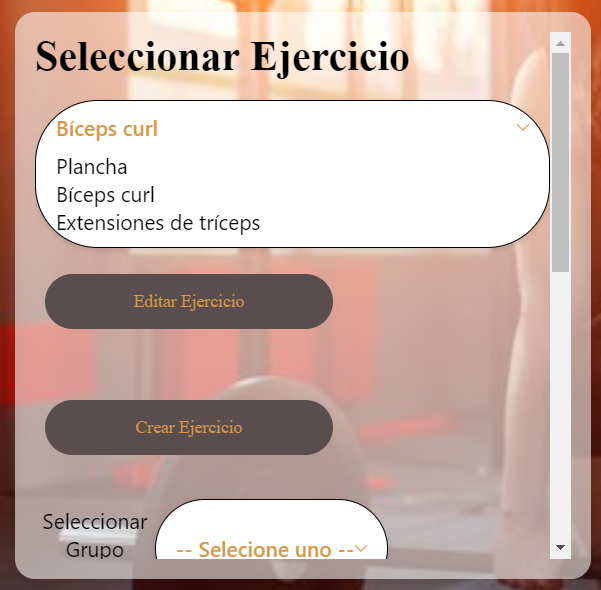 Seleccionar Ejercicio
Bíceps curl
Plancha
Bíceps curl
Extensiones de tríceps
Editar Ejercicio
Crear Ejercicio
Seleccionar
Grupo
-- Selecione uno --